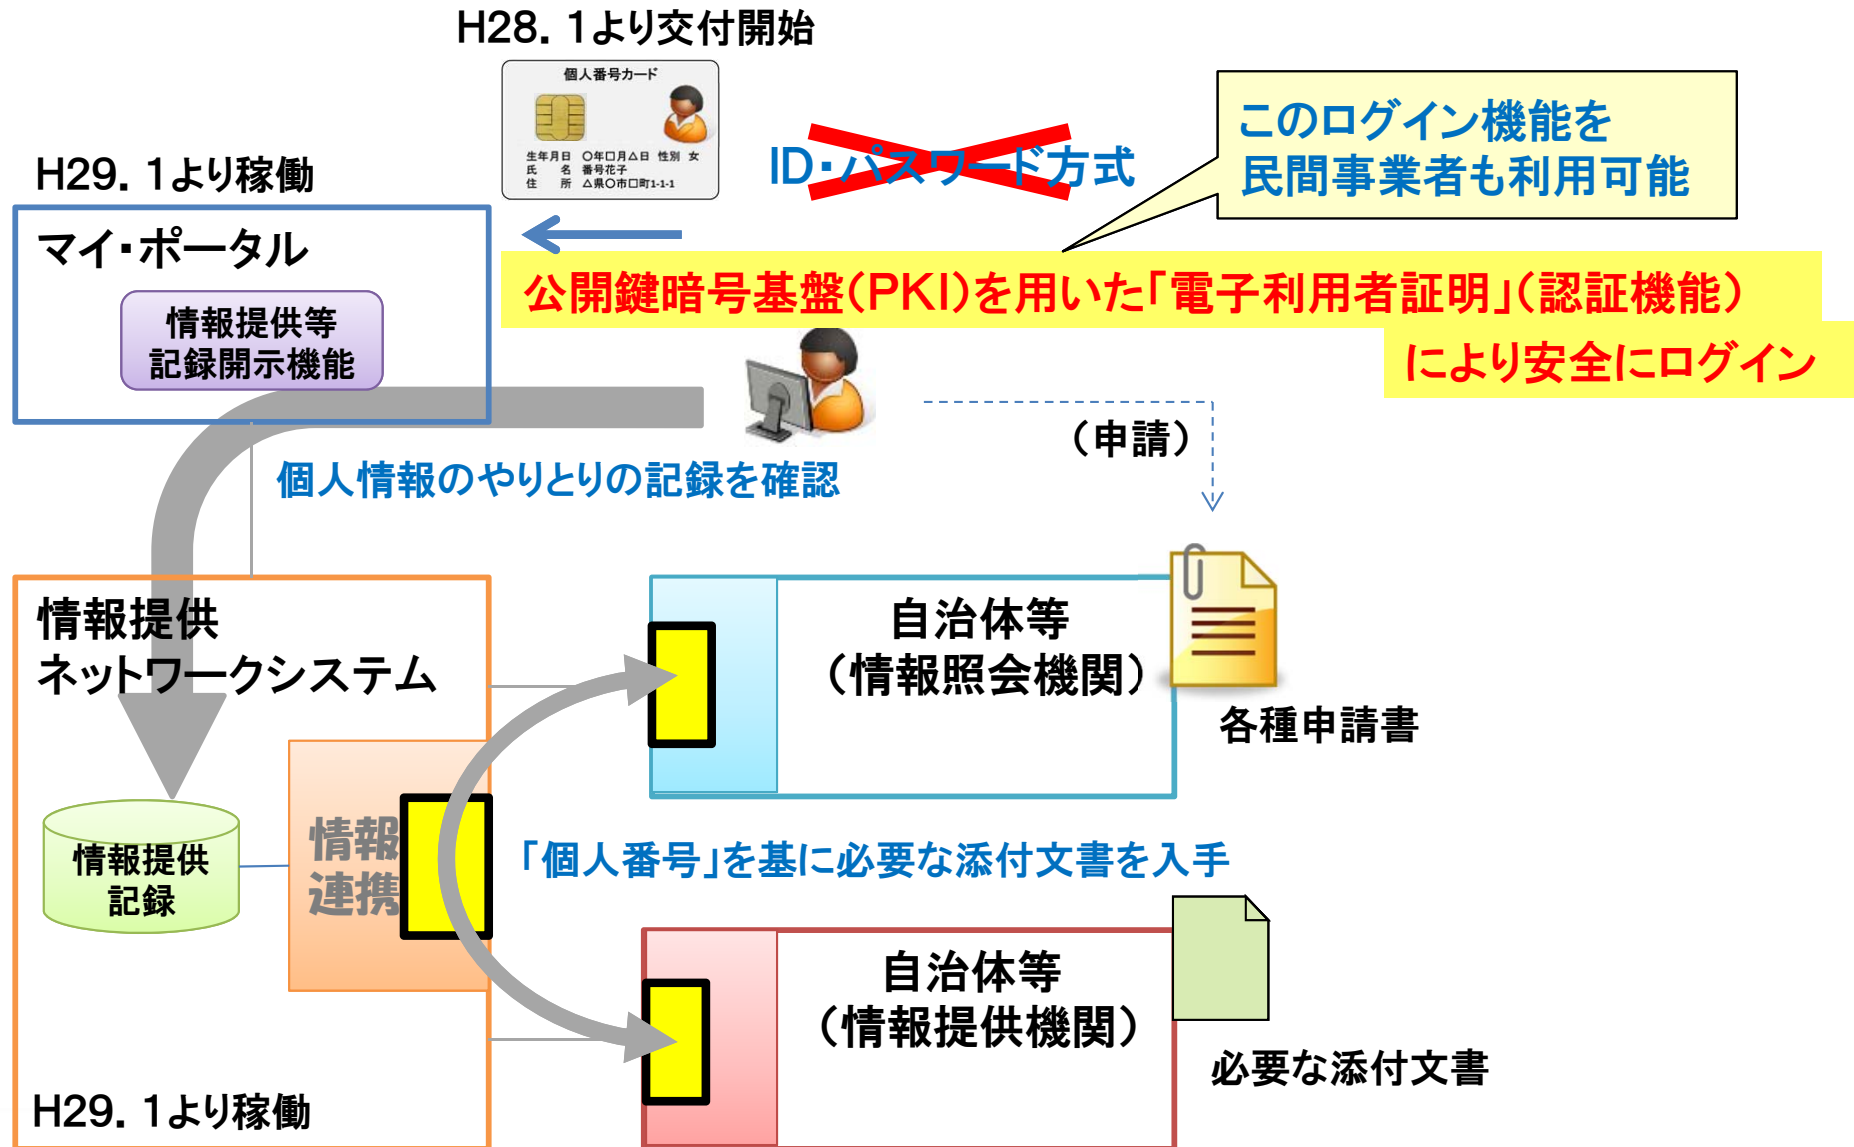 H28．1より交付開始
個人番号カード
生年月日　〇年□月△日　性別　女
氏　　名　番号花子
住　　所　△県〇市□町1-1-1
ID・パスワード方式
このログイン機能を
民間事業者も利用可能
H29．1より稼働
マイ・ポータル
情報提供等
記録開示機能
公開鍵暗号基盤（PKI）を用いた「電子利用者証明」（認証機能）
により安全にログイン
（申請）
個人情報のやりとりの記録を確認
情報提供
ネットワークシステム
自治体等
（情報照会機関）
各種申請書
情報提供
記録
情報
連携
「個人番号」を基に必要な添付文書を入手
自治体等
（情報提供機関）
必要な添付文書
H29．1より稼働